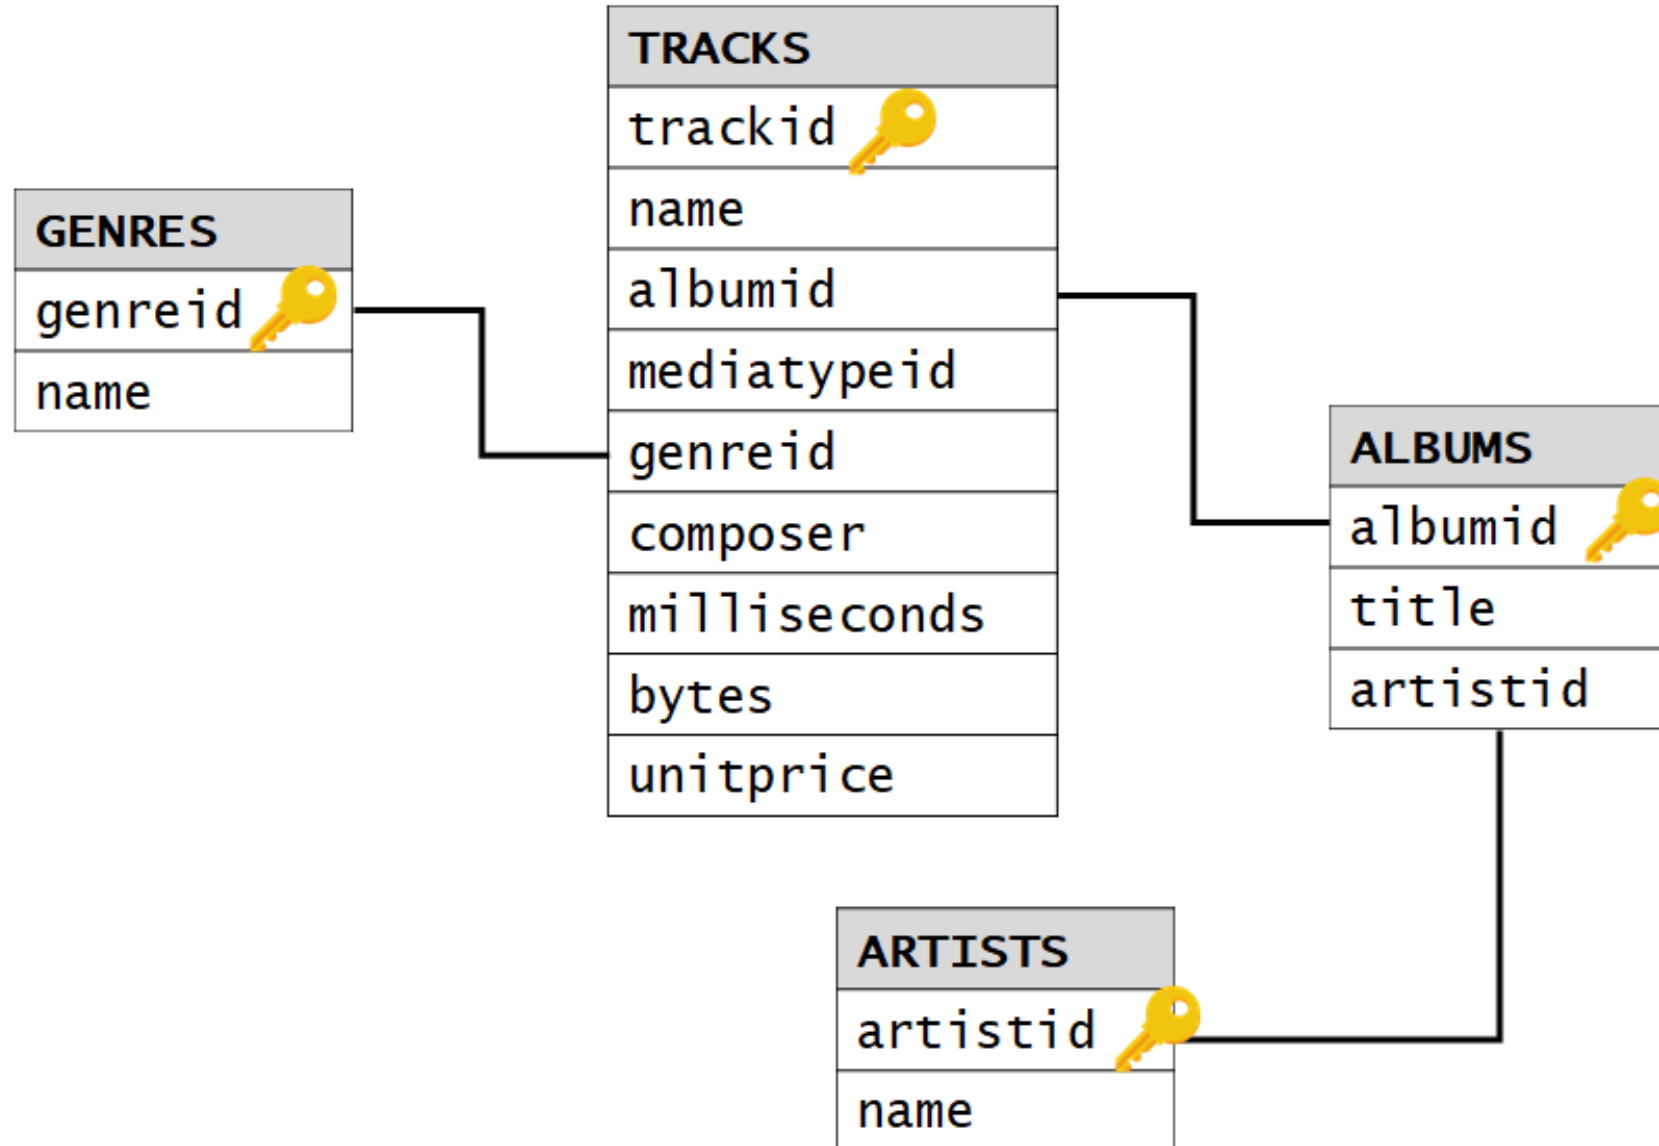 TRACKS
trackid
name
albumid
mediatypeid
genreid
composer
milliseconds
bytes
unitprice
GENRES
genreid
name
ALBUMS
albumid
title
artistid
ARTISTS
artistid
name